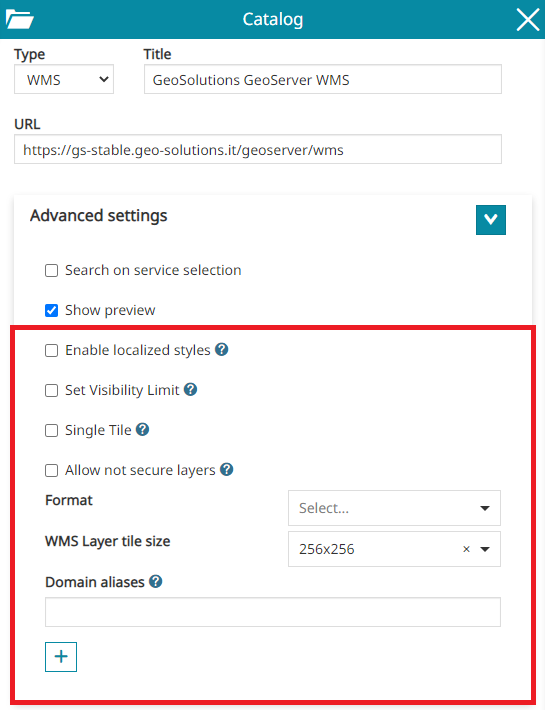 Catalog
Type Title
WMS GeoSolutions GeoServer WMS
URL
https://gs-stable.geo-solutions.it/geoserver/wms
Advanced settings
Search on service selection
Show preview
Enable localized styles ?
Set Visibility Limit ?
Single Tile ?
Allow not secure layers ?
Format Select...
WMS Layer tile size 256x256 ×
Domain aliases ?
+